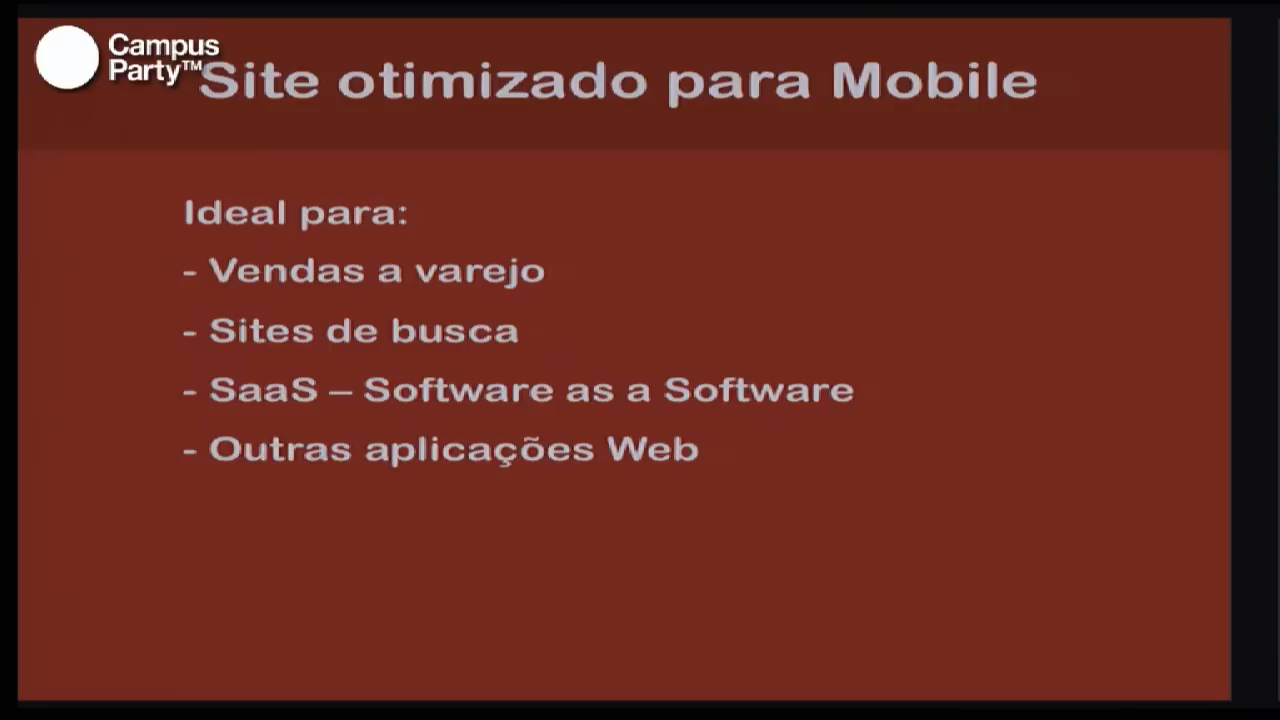 Campus
Party™
Site otimizado para Mobile
Ideal para:
- Vendas a varejo
- Sites de busca
- SaaS – Software as a Software
- Outras aplicações Web